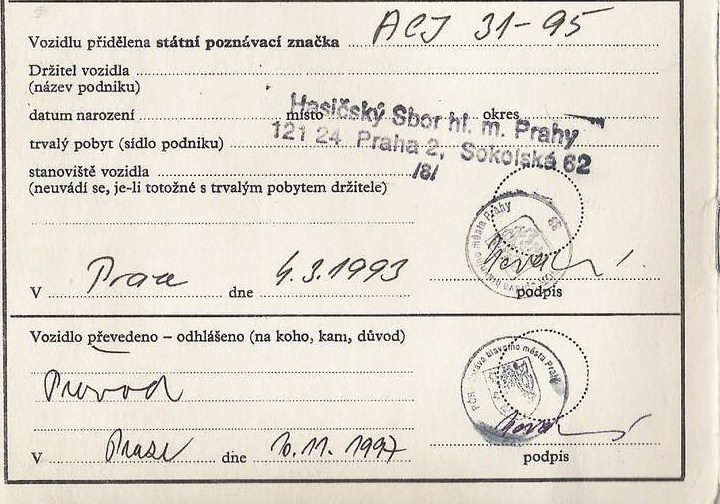 Vozidlu přidělena státní poznávací značka ACJ 31-95
Držitel vozidla
(název podniku)
Hasičský Sbor hl. m. Prahy
datum narození místo okres
121 24 Praha 2, Sokolská 62
trvalý pobyt (sídlo podniku)
stanoviště vozidla /8/
(neuvádí se, je-li totožné s trvalým pobytem držitele)
V Praze dne 4.3.1993
podpis
Vozidlo převedeno – odhlášeno (na koho, kam, důvod)
Převod
V Praze dne 10.11.1997
podpis